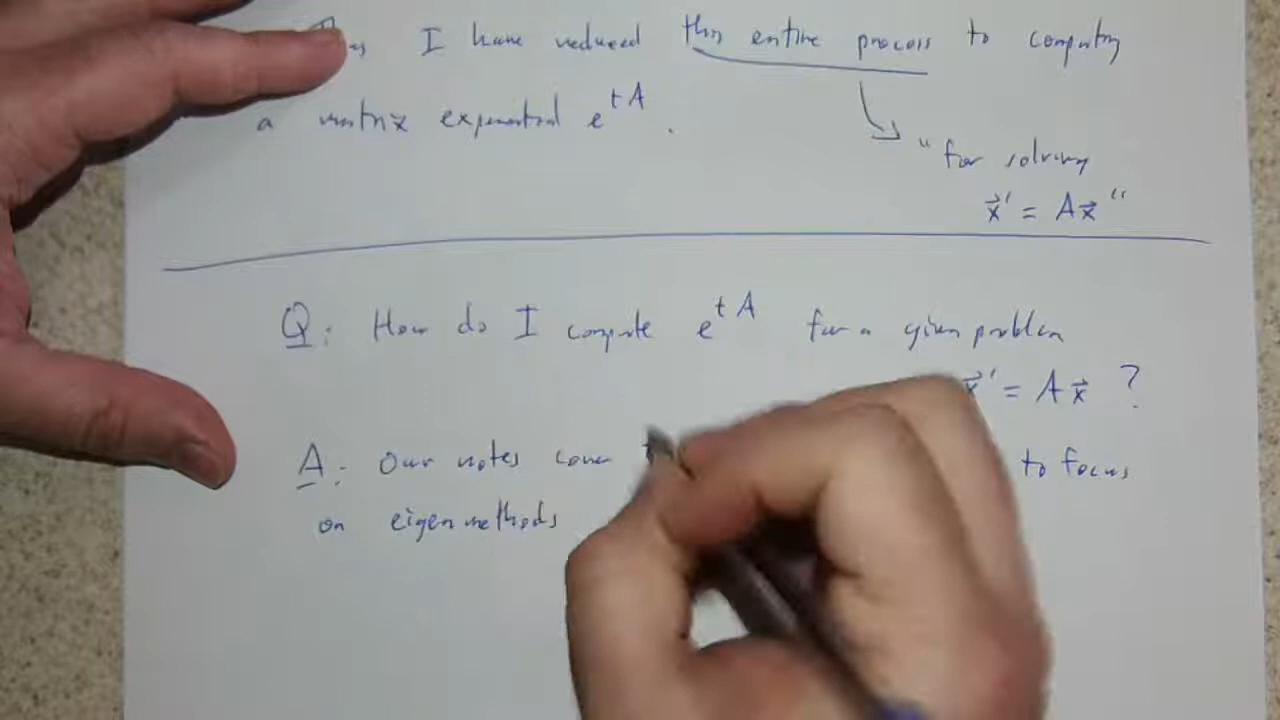 I have reduced this entire process to computing
a matrix exponential e^{tA}.
"for solving
x⃗' = Ax⃗"
Q: How do I compute e^{tA} for a given problem
x⃗' = Ax⃗ ?
A: Our notes cover to focus
on eigenmethods